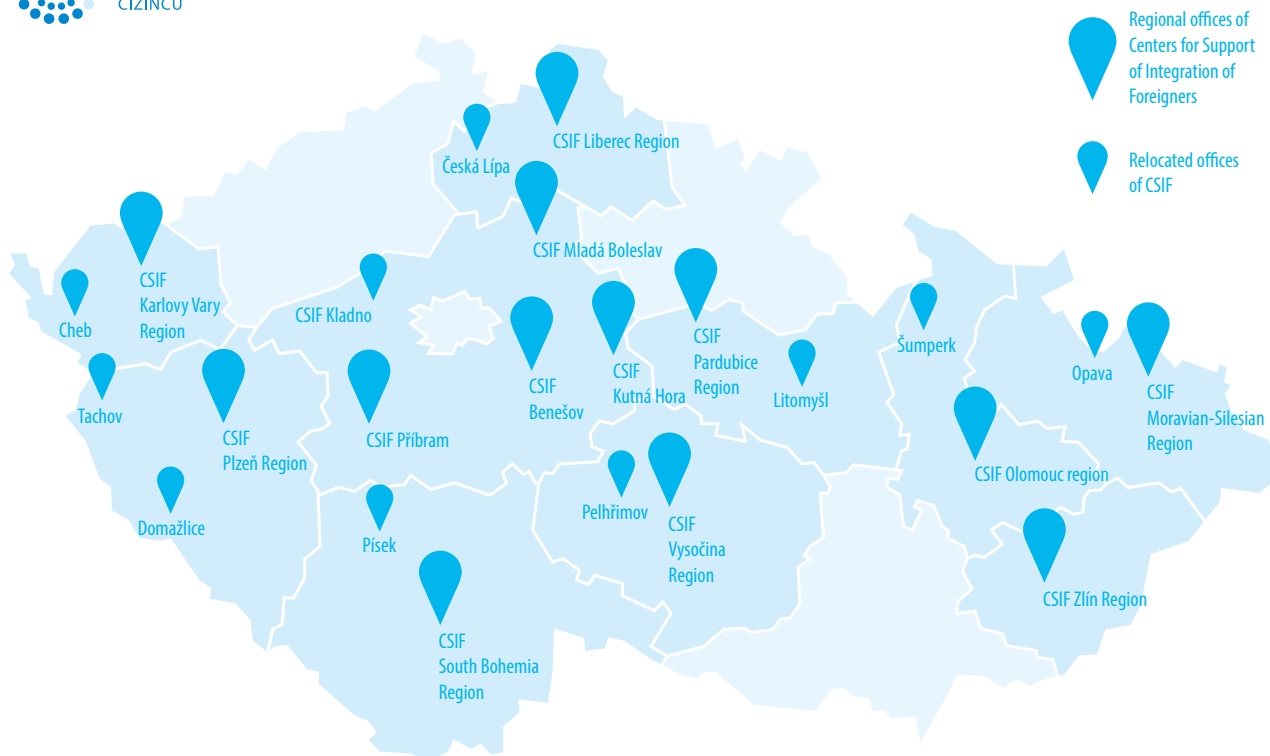 CIZINCŮ
Regional offices of
Centers for Support
of Integration of
Foreigners
Relocated offices
of CSIF
CSIF Liberec Region
Česká Lípa
CSIF Mladá Boleslav
CSIF
Karlovy Vary
Region
Cheb
CSIF Kladno
CSIF
Benešov
CSIF
Kutná Hora
CSIF
Pardubice
Region
Litomyšl
Šumperk
Opava
CSIF
Moravian-Silesian
Region
Tachov
CSIF
Plzeň Region
CSIF Příbram
CSIF Olomouc region
Domažlice
Písek
Pelhřimov
CSIF
Vysočina
Region
CSIF Zlín Region
CSIF
South Bohemia
Region